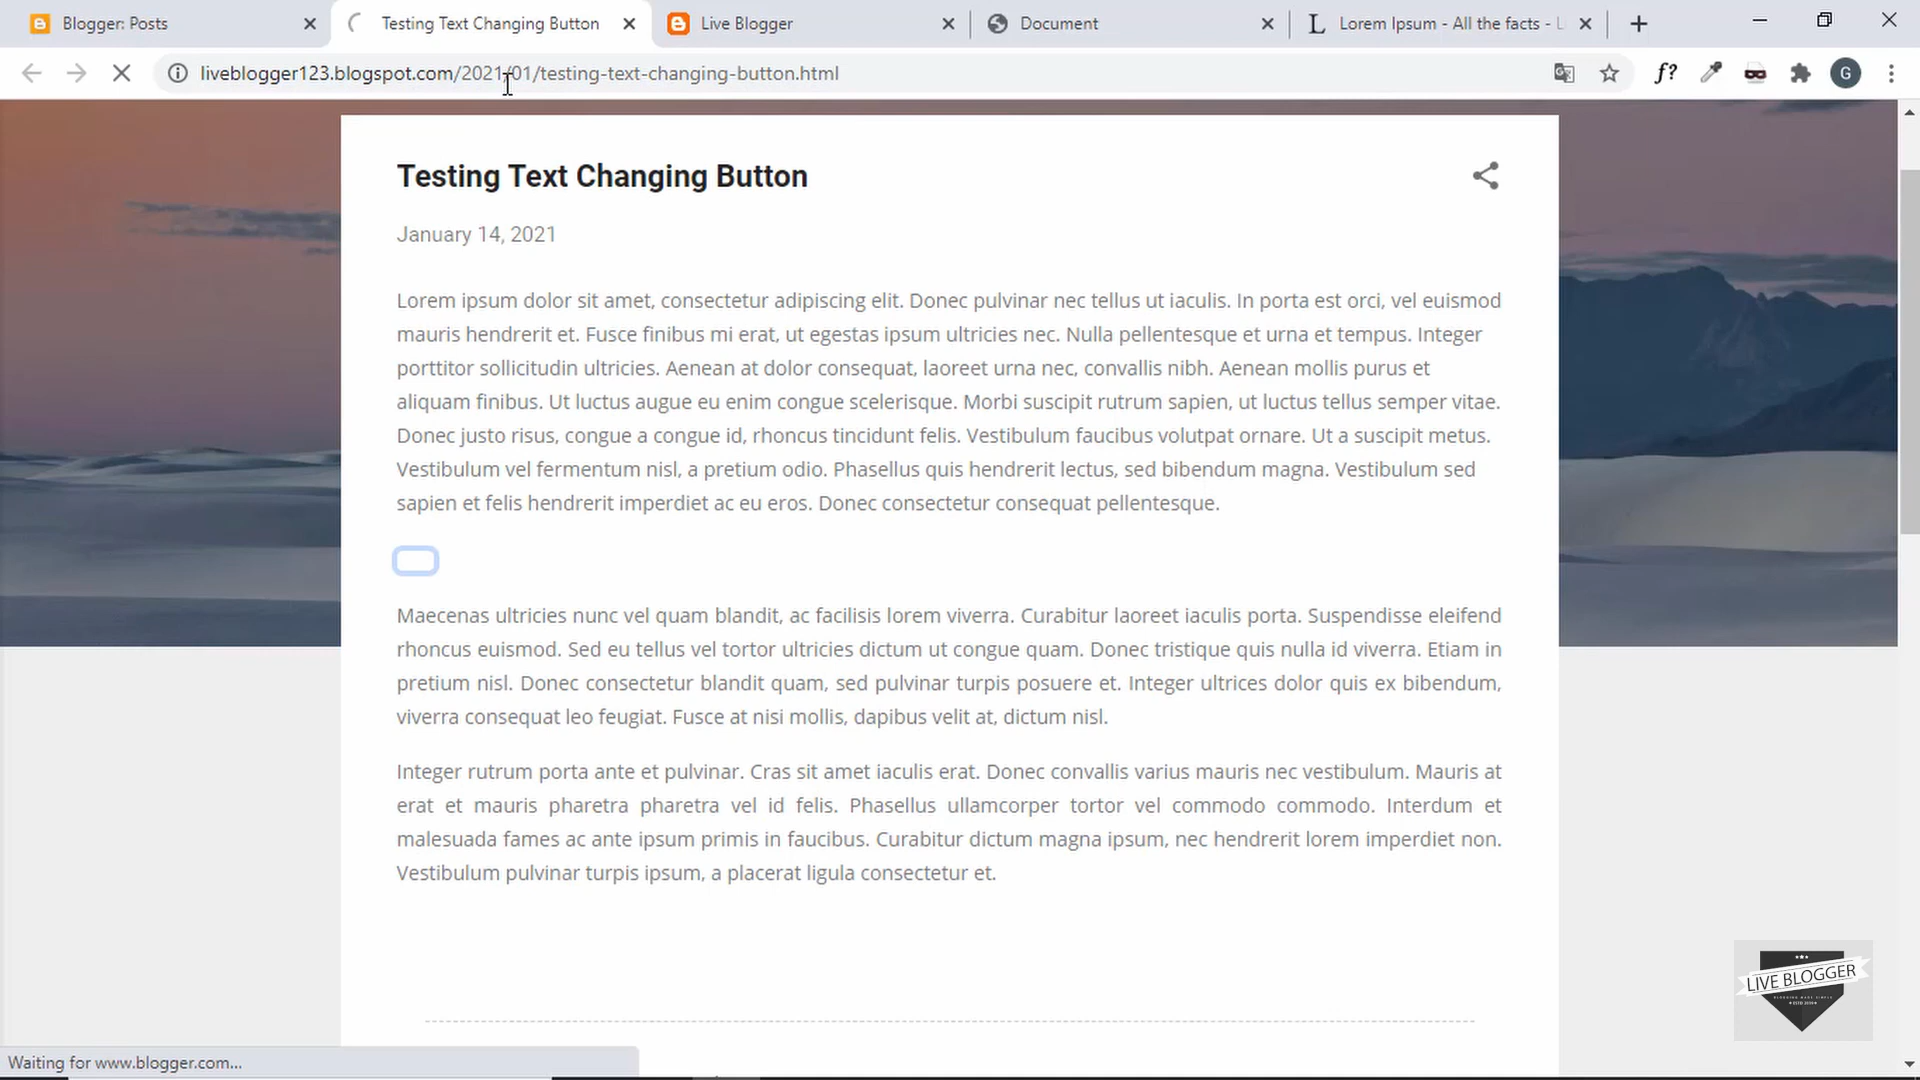 Blogger: Posts
Testing Text Changing Button
Live Blogger
Document
L Lorem Ipsum - All the facts - L
liveblogger123.blogspot.com/2021/01/testing-text-changing-button.html
f?
G
Testing Text Changing Button
January 14, 2021
Lorem ipsum dolor sit amet, consectetur adipiscing elit. Donec pulvinar nec tellus ut iaculis. In porta est orci, vel euismod
mauris hendrerit et. Fusce finibus mi erat, ut egestas ipsum ultricies nec. Nulla pellentesque et urna et tempus. Integer
porttitor sollicitudin ultricies. Aenean at dolor consequat, laoreet urna nec, convallis nibh. Aenean mollis purus et
aliquam finibus. Ut luctus augue eu enim congue scelerisque. Morbi suscipit rutrum sapien, ut luctus tellus semper vitae.
Donec justo risus, congue a congue id, rhoncus tincidunt felis. Vestibulum faucibus volutpat ornare. Ut a suscipit metus.
Vestibulum vel fermentum nisl, a pretium odio. Phasellus quis hendrerit lectus, sed bibendum magna. Vestibulum sed
sapien et felis hendrerit imperdiet ac eu eros. Donec consectetur consequat pellentesque.
Maecenas ultricies nunc vel quam blandit, ac facilisis lorem viverra. Curabitur laoreet iaculis porta. Suspendisse eleifend
rhoncus euismod. Sed eu tellus vel tortor ultricies dictum ut congue quam. Donec tristique quis nulla id viverra. Etiam in
pretium nisl. Donec consectetur blandit quam, sed pulvinar turpis posuere et. Integer ultrices dolor quis ex bibendum,
viverra consequat leo feugiat. Fusce at nisi mollis, dapibus velit at, dictum nisl.
Integer rutrum porta ante et pulvinar. Cras sit amet iaculis erat. Donec convallis varius mauris nec vestibulum. Mauris at
erat et mauris pharetra pharetra vel id felis. Phasellus ullamcorper tortor vel commodo commodo. Interdum et
malesuada fames ac ante ipsum primis in faucibus. Curabitur dictum magna ipsum, nec hendrerit lorem imperdiet non.
Vestibulum pulvinar turpis ipsum, a placerat ligula consectetur et.
LIVE BLOGGER
Waiting for www.blogger.com...